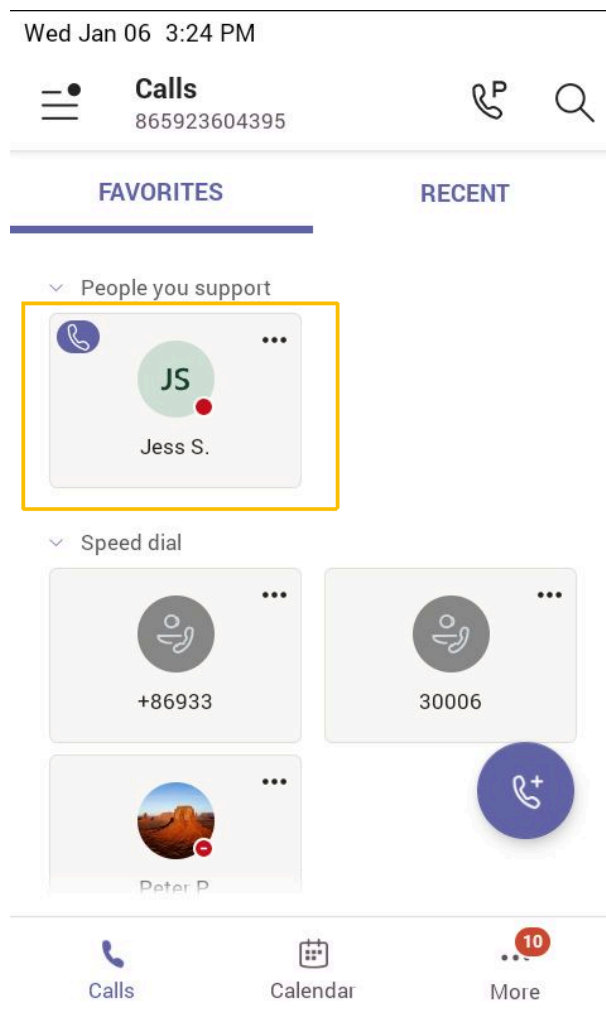 Wed Jan 06 3:24 PM
Calls
865923604395
P
FAVORITES
RECENT
People you support
JS
Jess S.
Speed dial
+86933
30006
Peter P
10
Calls
Calendar
More